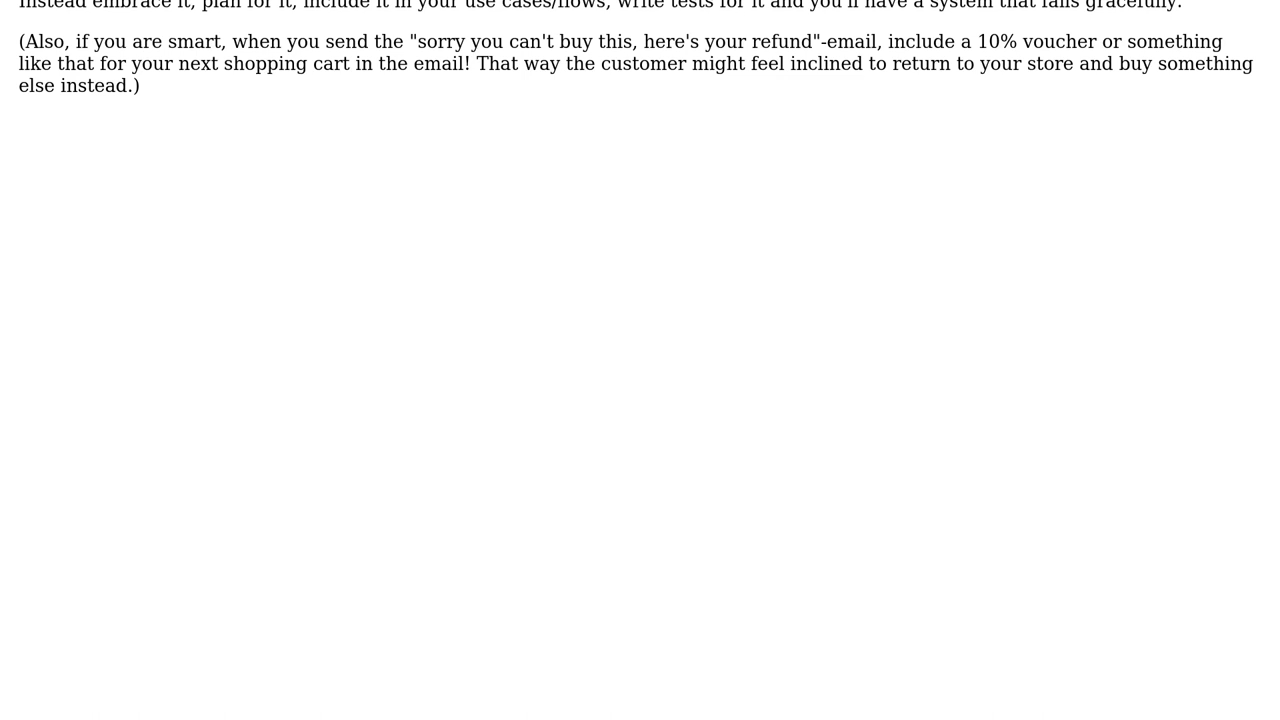 Instead embrace it, plan for it, include it in your use cases/flows, write tests for it and you'll have a system that fails gracefully.
(Also, if you are smart, when you send the "sorry you can't buy this, here's your refund"-email, include a 10% voucher or something
like that for your next shopping cart in the email! That way the customer might feel inclined to return to your store and buy something
else instead.)